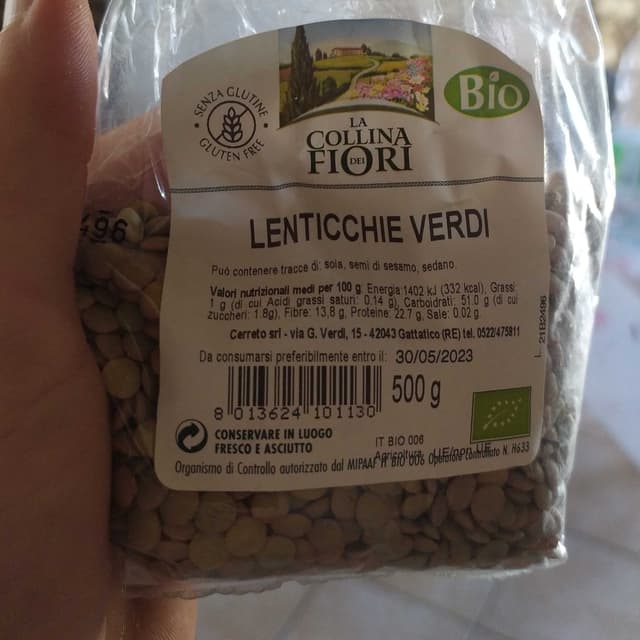 SENZA GLUTINE
GLUTEN FREE
Bio
LA
COLLINA
DEI
FIORI
LENTICCHIE VERDI
Può contenere tracce di: soia, semi di sesamo, sedano.
Valori nutrizionali medi per 100 g: Energia 1402 kJ (332 kcal), Grassi
1 g (di cui Acidi grassi saturi: 0.14 g), Carboidrati: 51.0 g (di cui
zuccheri: 1.8g), Fibre: 13,8 g, Proteine: 22.7 g, Sale: 0.02 g.
Cerreto srl - via G. Verdi, 15 - 42043 Gattatico (RE) tel. 0522/475811
Da consumarsi preferibilmente entro il: 30/05/2023
8 013624 101130
500 g
CONSERVARE IN LUOGO
FRESCO E ASCIUTTO
IT BIO 006
Agricoltura UE/non UE
Organismo di Controllo autorizzato dal MIPAAF IT BIO 006 Operatore Controllato N. H633
L. 21B0496
496